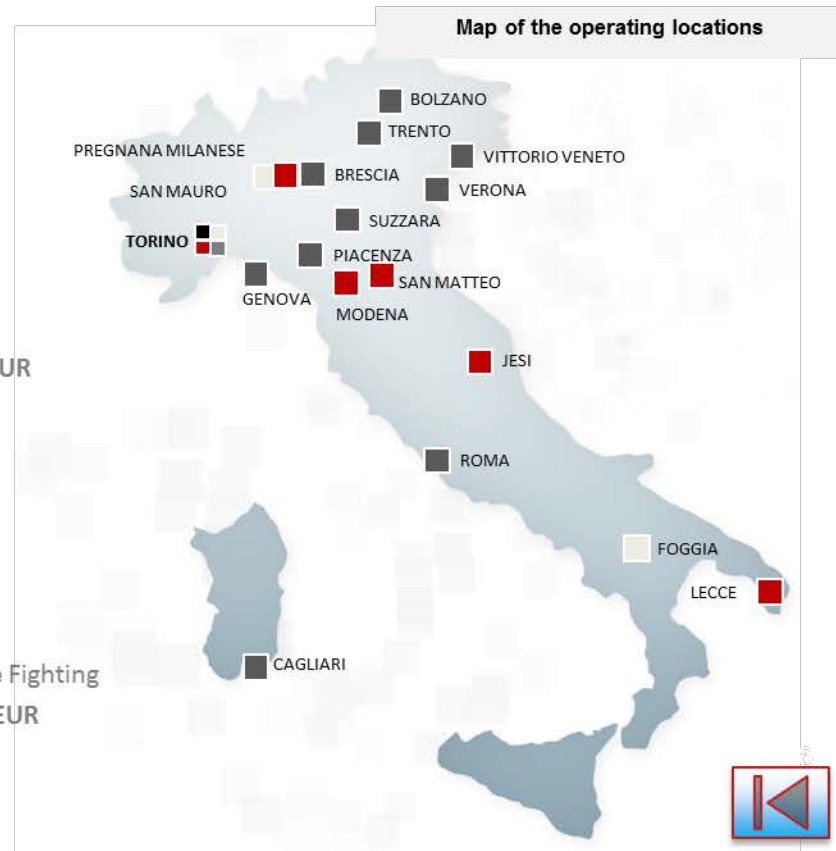 Map of the operating locations
BOLZANO
TRENTO
PREGNANA MILANESE
VITTORIO VENETO
BRESCIA
SAN MAURO
VERONA
SUZZARA
TORINO
PIACENZA
SAN MATTEO
GENOVA
MODENA
JESI
UR
ROMA
FOGGIA
LECCE
CAGLIARI
Fighting
EUR